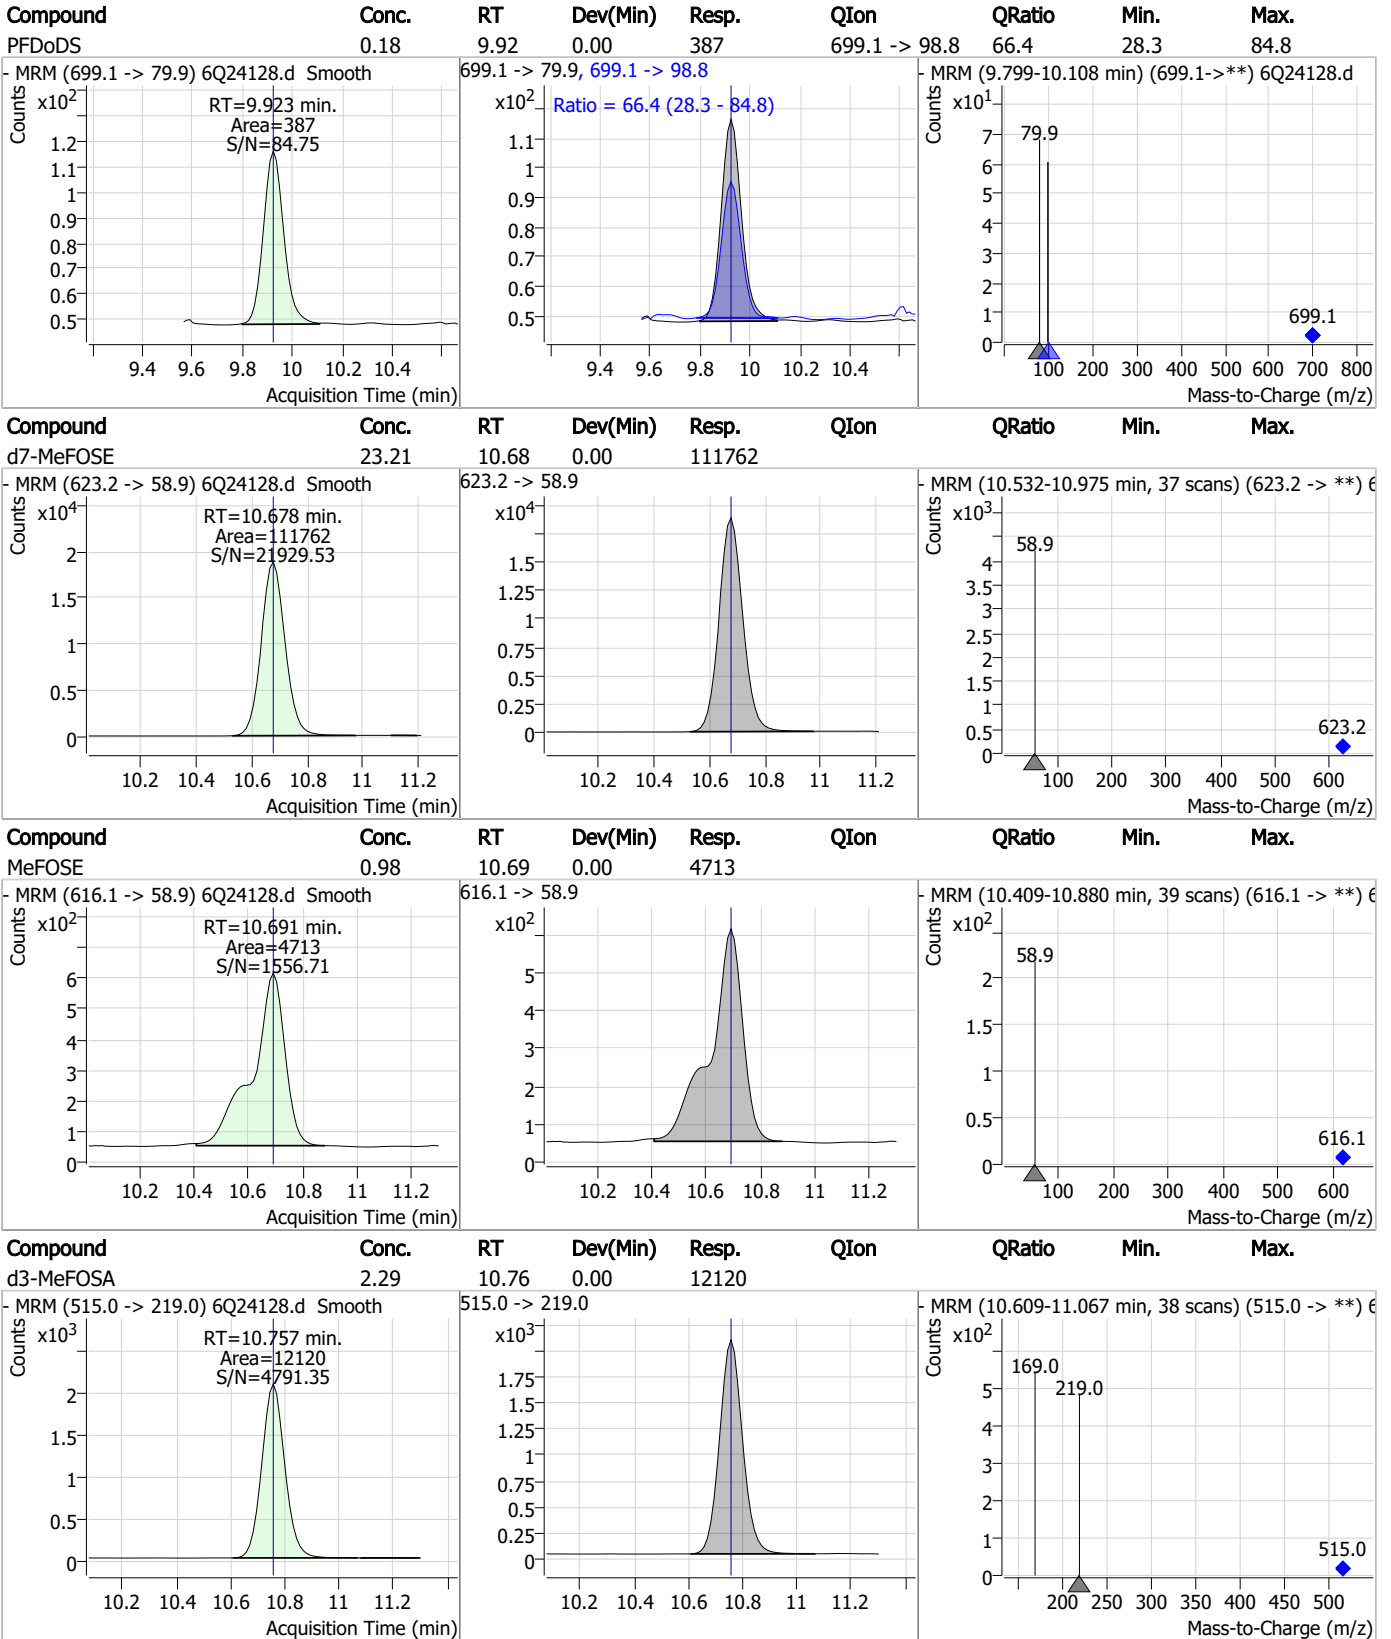 Compound Conc. RT Dev(Min) Resp. QIon QRatio Min. Max.
PFDoDS 0.18 9.92 0.00 387 699.1 -> 98.8 66.4 28.3 84.8
- MRM (699.1 -> 79.9) 6Q24128.d Smooth
Counts
x10²
RT=9.923 min.
Area=387
S/N=84.75
1.2
1.1
1
0.9
0.8
0.7
0.6
0.5
9.4 9.6 9.8 10 10.2 10.4
Acquisition Time (min)
699.1 -> 79.9, 699.1 -> 98.8
x10²
Ratio = 66.4 (28.3 - 84.8)
1.1
1
0.9
0.8
0.7
0.6
0.5
9.4 9.6 9.8 10 10.2 10.4
- MRM (9.799-10.108 min) (699.1->**) 6Q24128.d
Counts
x10¹
79.9
7
6
5
4
3
2
1
0
699.1
100 200 300 400 500 600 700 800
Mass-to-Charge (m/z)
Compound Conc. RT Dev(Min) Resp. QIon QRatio Min. Max.
d7-MeFOSE 23.21 10.68 0.00 111762
- MRM (623.2 -> 58.9) 6Q24128.d Smooth
Counts
x10⁴
RT=10.678 min.
Area=111762
S/N=21929.53
2
1.5
1
0.5
0
10.2 10.4 10.6 10.8 11 11.2
Acquisition Time (min)
623.2 -> 58.9
x10⁴
1.5
1.25
1
0.75
0.5
0.25
0
10.2 10.4 10.6 10.8 11 11.2
- MRM (10.532-10.975 min, 37 scans) (623.2 -> **) 6
Counts
x10³
58.9
4
3.5
3
2.5
2
1.5
1
0.5
0
623.2
100 200 300 400 500 600
Mass-to-Charge (m/z)
Compound Conc. RT Dev(Min) Resp. QIon QRatio Min. Max.
MeFOSE 0.98 10.69 0.00 4713
- MRM (616.1 -> 58.9) 6Q24128.d Smooth
Counts
x10²
RT=10.691 min.
Area=4713
S/N=1556.71
6
5
4
3
2
1
0
10.2 10.4 10.6 10.8 11 11.2
Acquisition Time (min)
616.1 -> 58.9
x10²
5
4
3
2
1
0
10.2 10.4 10.6 10.8 11 11.2
- MRM (10.409-10.880 min, 39 scans) (616.1 -> **) 6
Counts
x10²
58.9
2
1.5
1
0.5
0
616.1
100 200 300 400 500 600
Mass-to-Charge (m/z)
Compound Conc. RT Dev(Min) Resp. QIon QRatio Min. Max.
d3-MeFOSA 2.29 10.76 0.00 12120
- MRM (515.0 -> 219.0) 6Q24128.d Smooth
Counts
x10³
RT=10.757 min.
Area=12120
S/N=4791.35
2
1.5
1
0.5
0
10.2 10.4 10.6 10.8 11 11.2
Acquisition Time (min)
515.0 -> 219.0
x10³
1.75
1.5
1.25
1
0.75
0.5
0.25
0
10.2 10.4 10.6 10.8 11 11.2
- MRM (10.609-11.067 min, 38 scans) (515.0 -> **) 6
Counts
x10²
169.0
219.0
5
4
3
2
1
0
515.0
200 250 300 350 400 450 500
Mass-to-Charge (m/z)